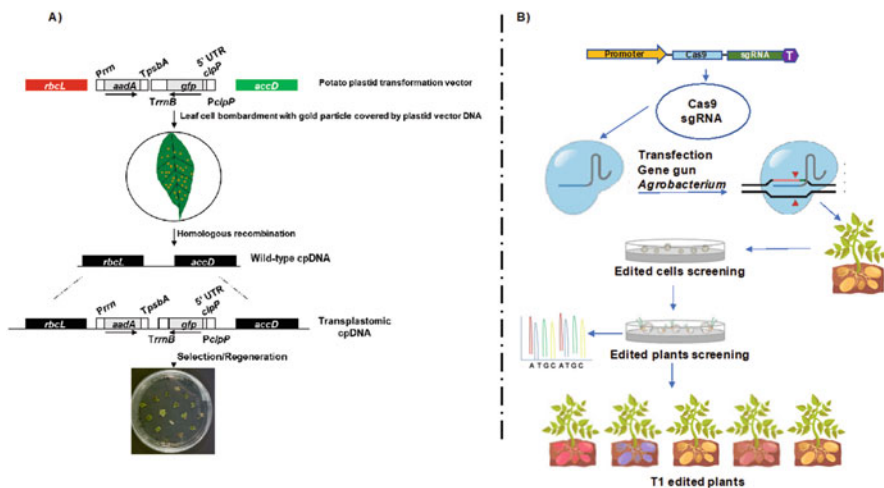 A)
Prrn
TpsbA
5' UTR
clpP
rbcL
aadA
gfp
accD
TrrnB
PclpP
Potato plastid transformation vector
Leaf cell bombardment with gold particle covered by plastid vector DNA
Homologous recombination
rbcL
accD
Wild-type cpDNA
Prrn
TpsbA
5' UTR
clpP
rbcL
aadA
gfp
accD
TrrnB
PclpP
Transplastomic
cpDNA
Selection/Regeneration
B)
Promoter
Cas9
sgRNA
T
Cas9
sgRNA
Transfection
Gene gun
Agrobacterium
Edited cells screening
A T G C A T G C
Edited plants screening
T1 edited plants